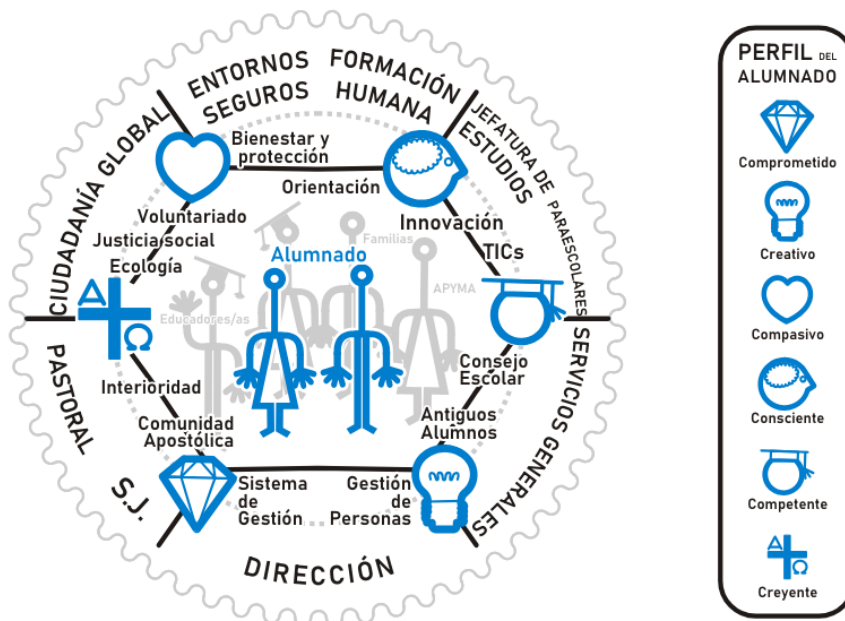 ENTORNOS
SEGUROS
FORMACIÓN
HUMANA
JEFATURA DE
ESTUDIOS
PARAESCOLARES
SERVICIOS GENERALES
DIRECCIÓN
S.J.
PASTORAL
CIUDADANÍA GLOBAL
Bienestar y
protección
Orientación
Innovación
TICs
Consejo
Escolar
Antiguos
Alumnos
Gestión
de
Personas
Sistema
de
Gestión
Comunidad
Apostólica
Interioridad
Ecología
Justicia social
Voluntariado
Alumnado
Familias
APYMA
Educadores/as
Α
Ω
PERFIL DEL
ALUMNADO
Comprometido
Creativo
Compasivo
Consciente
Competente
Α
Ω
Creyente